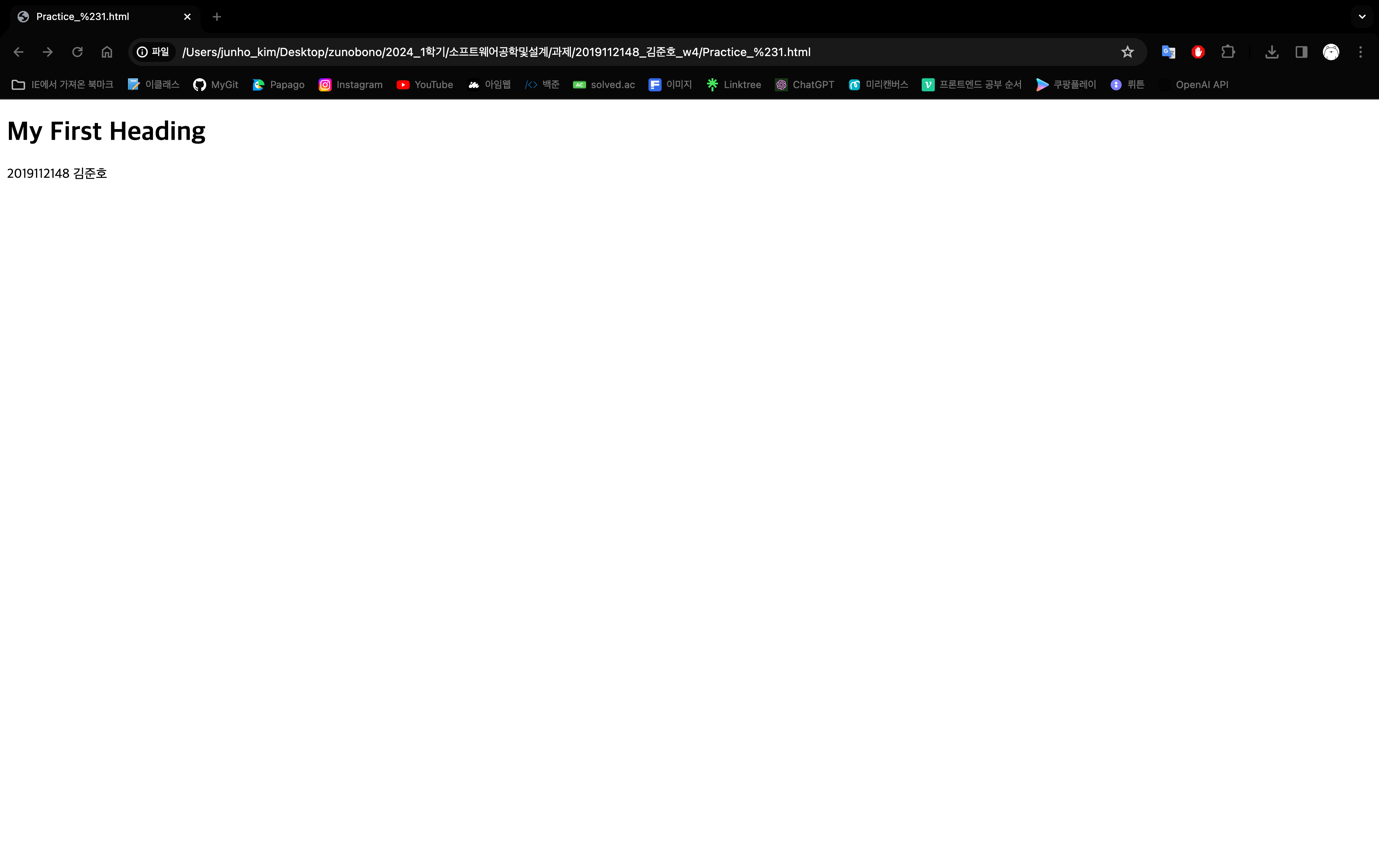 Practice_%231.html
파일 /Users/junho_kim/Desktop/zunobono/2024_1학기/소프트웨어공학및설계/과제/2019112148_김준호_w4/Practice_%231.html
IE에서 가져온 북마크 이클래스 MyGit Papago Instagram YouTube 아임웹 백준 solved.ac 이미지 Linktree ChatGPT 미리캔버스 프론트엔드 공부 순서 쿠팡플레이 뤼튼 OpenAI API
My First Heading
2019112148 김준호